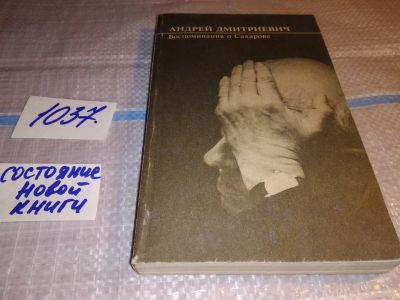 АНДРЕЙ ДМИТРИЕВИЧ
Воспоминания о Сахарове
1037.
СОСТОЯНИЕ
НОВОЙ
КНИГИ